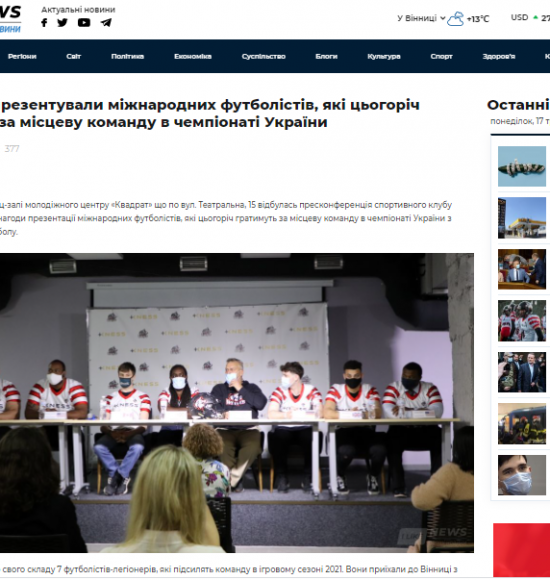 WS
ВИНИ
Актуальні новини
У Вінниці
+13°C
USD
27
Регіони Світ Політика Економіка Суспільство Блоги Культура Спорт Здоров'я К
резентували міжнародних футболістів, які цьогоріч
за місцеву команду в чемпіонаті України
377
Останні
понеділок, 17 т
ц-залі молодіжного центру «Квадрат» що по вул. Театральна, 15 відбулась пресконференція спортивного клубу
нагоди презентації міжнародних футболістів, які цьогоріч гратимуть за місцеву команду в чемпіонаті України з
болу.
NEWS
свого складу 7 футболістів-легіонерів, які підсилять команду в ігровому сезоні 2021. Вони приїхали до Вінниці з